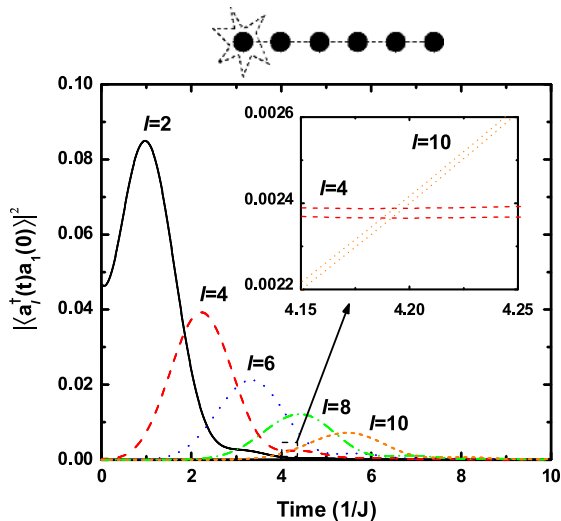 0.10
0.08
0.06
0.04
0.02
0.00
|⟨a_l^†(t)a_1(0)⟩|²
l=2
l=4
l=6
l=8
l=10
0.0026
0.0024
0.0022
l=10
l=4
4.15 4.20 4.25
0 2 4 6 8 10
Time (1/J)